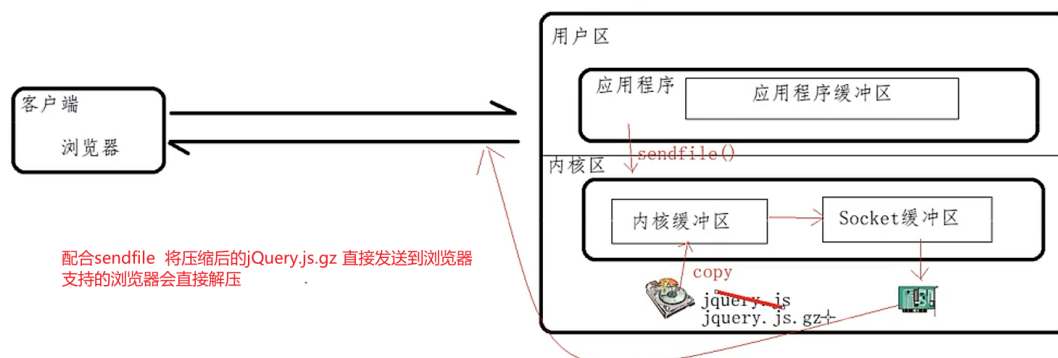 用户区
应用程序
应用程序缓冲区
客户端
浏览器
sendfile()
内核区
内核缓冲区
Socket缓冲区
配合sendfile 将压缩后的jQuery.js.gz 直接发送到浏览器
支持的浏览器会直接解压
copy
jquery.js
jquery.js.gz